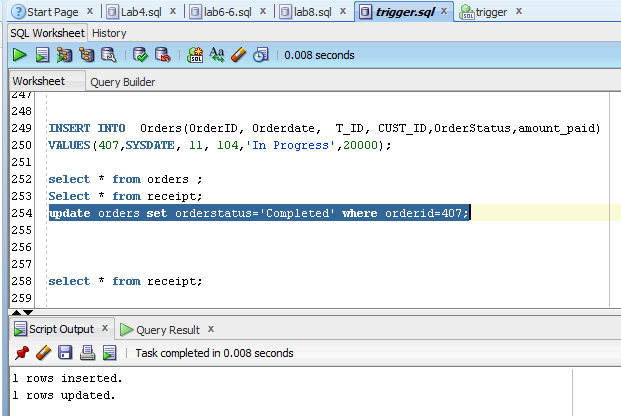 Start Page x Lab4.sql x lab6-6.sql x lab8.sql x trigger.sql x trigger x
SQL Worksheet History
0.008 seconds
Worksheet Query Builder
247
248
249 INSERT INTO Orders(OrderID, Orderdate, T_ID, CUST_ID,OrderStatus,amount_paid)
250 VALUES(407,SYSDATE, 11, 104,'In Progress',20000);
251
252 select * from orders ;
253 Select * from receipt;
254 update orders set orderstatus='Completed' where orderid=407;
255
256
257
258 select * from receipt;
259
Script Output x Query Result x
Task completed in 0.008 seconds
1 rows inserted.
1 rows updated.